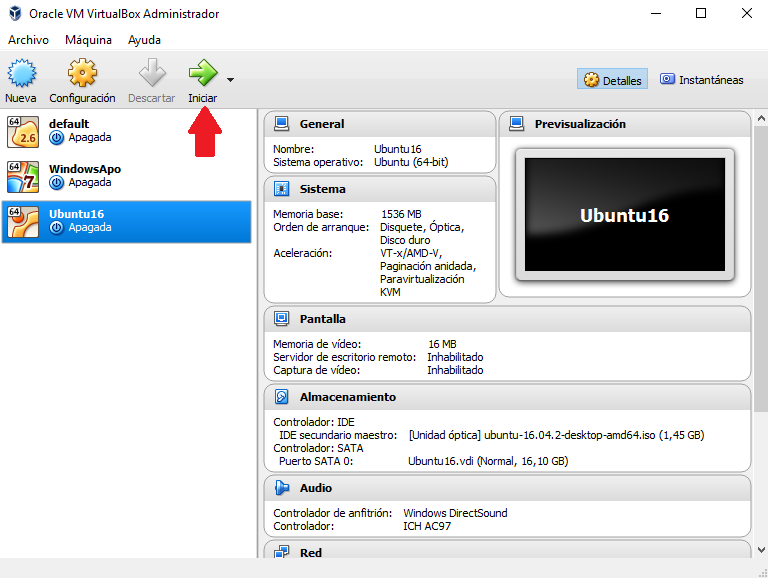 Oracle VM VirtualBox Administrador
Archivo Máquina Ayuda
Nueva Configuración Descartar Iniciar
Detalles Instantáneas
64 2.6 default
Apagada
64 7 WindowsApo
Apagada
64 Ubuntu16
Apagada
General
Nombre: Ubuntu16
Sistema operativo: Ubuntu (64-bit)
Previsualización
Ubuntu16
Sistema
Memoria base: 1536 MB
Orden de arranque: Disquete, Óptica,
Disco duro
Aceleración: VT-x/AMD-V,
Paginación anidada,
Paravirtualización
KVM
Pantalla
Memoria de vídeo: 16 MB
Servidor de escritorio remoto: Inhabilitado
Captura de vídeo: Inhabilitado
Almacenamiento
Controlador: IDE
IDE secundario maestro: [Unidad óptica] ubuntu-16.04.2-desktop-amd64.iso (1,45 GB)
Controlador: SATA
Puerto SATA 0: Ubuntu16.vdi (Normal, 16,10 GB)
Audio
Controlador de anfitrión: Windows DirectSound
Controlador: ICH AC97
Red